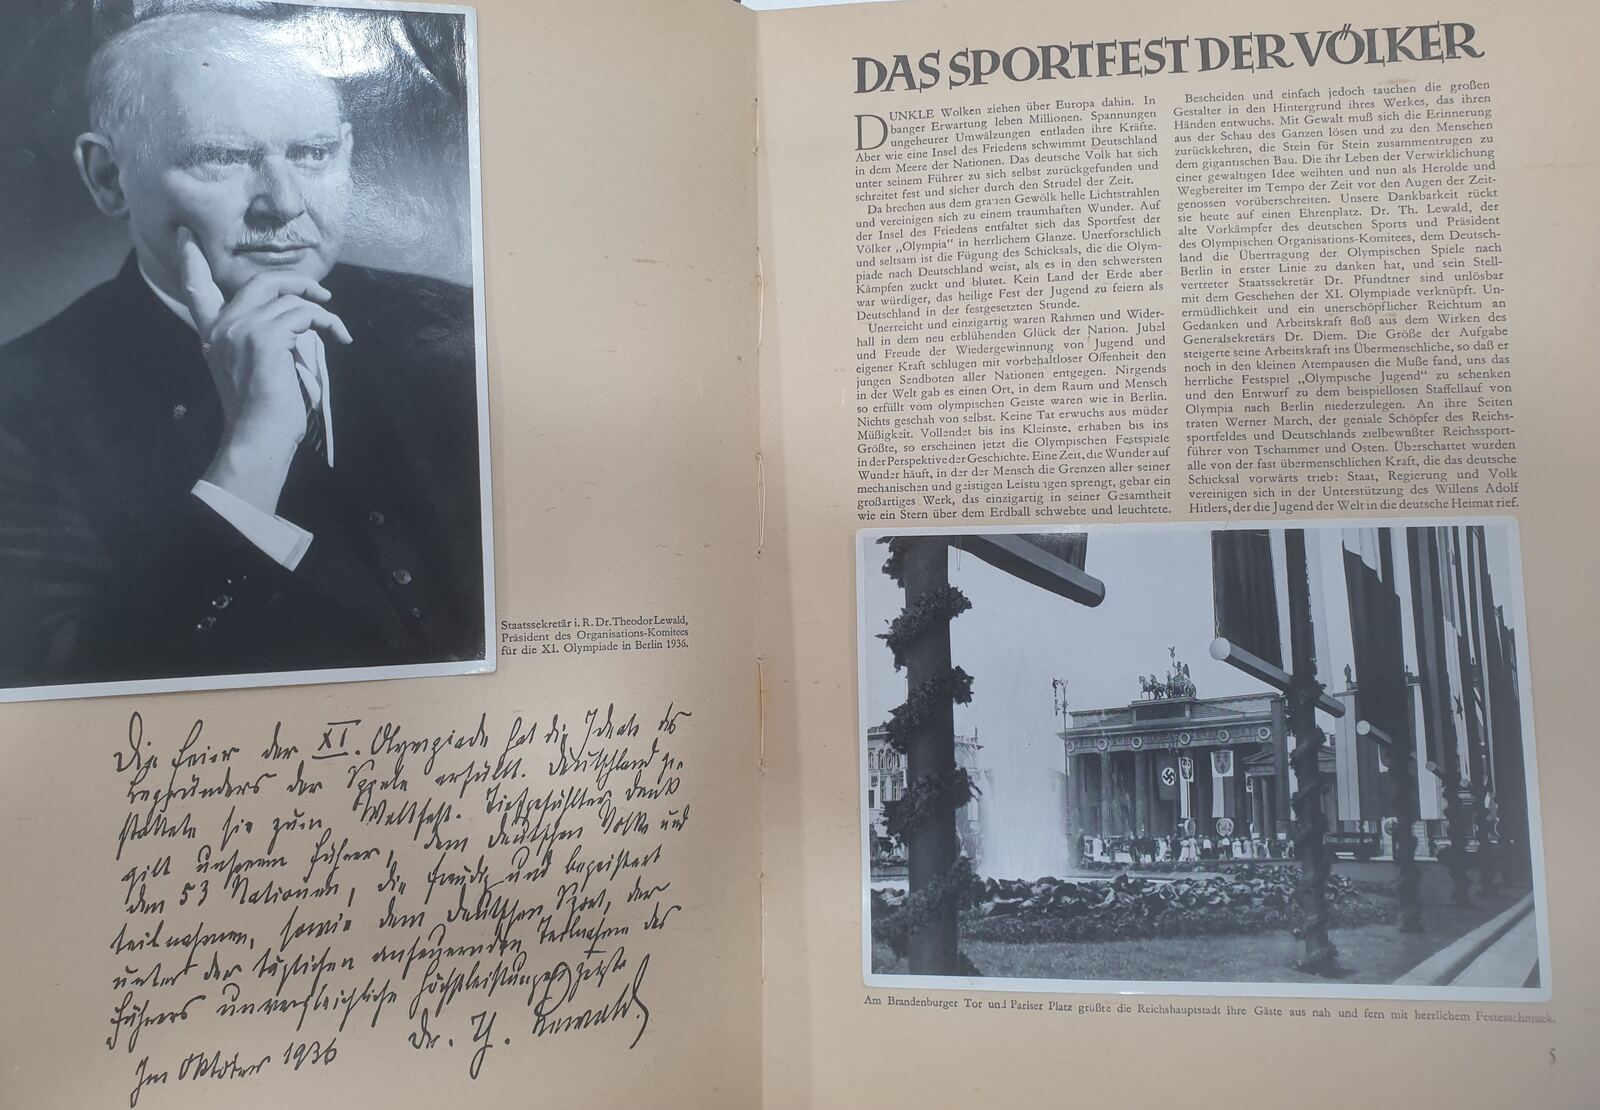 Staatssekretär i. R. Dr. Theodor Lewald,
Präsident des Organisations-Komitees
für die XI. Olympiade in Berlin 1936.
Die Feier der XI. Olympiade hat die Ideale des
Begründers der Spiele erfüllt. Deutschland ge-
staltete sie zum Weltfest. Tiefgefühlter Dank
gilt unserem Führer, dem deutschen Volke und
den 53 Nationen, die freudig und begeistert
teilnahmen, sowie dem deutschen Sport, der
unter der täglichen anfeuernden Teilnahme des
Führers unvergleichliche Höchstleistungen zeigte
Dr. Th. Lewald.
Im Oktober 1936
DAS SPORTFEST DER VÖLKER
DUNKLE Wolken ziehen über Europa dahin. In
banger Erwartung leben Millionen. Spannungen
ungeheurer Umwälzungen entladen ihre Kräfte.
Aber wie eine Insel des Friedens schwimmt Deutschland
in dem Meere der Nationen. Das deutsche Volk hat sich
unter seinem Führer zu sich selbst zurückgefunden und
schreitet fest und sicher durch den Strudel der Zeit.
Da brechen aus dem grauen Gewölk helle Lichtstrahlen
und vereinigen sich zu einem traumhaften Wunder. Auf
der Insel des Friedens entfaltet sich das Sportfest der
Völker „Olympia“ in herrlichem Glanze. Unerforschlich
und seltsam ist die Fügung des Schicksals, die die Olym-
piade nach Deutschland weist, als es in den schwersten
Kämpfen zuckt und blutet. Kein Land der Erde aber
war würdiger, das heilige Fest der Jugend zu feiern als
Deutschland in der festgesetzten Stunde.
Unerreicht und einzigartig waren Rahmen und Wider-
hall in dem neu erblühenden Glück der Nation. Jubel
und Freude der Wiedergewinnung von Jugend und
eigener Kraft schlugen mit vorbehaltloser Offenheit den
jungen Sendboten aller Nationen entgegen. Nirgends
in der Welt gab es einen Ort, in dem Raum und Mensch
so erfüllt vom olympischen Geiste waren wie in Berlin.
Nichts geschah von selbst. Keine Tat erwuchs aus müder
Müßigkeit. Vollendet bis ins Kleinste, erhaben bis ins
Größte, so erscheinen jetzt die Olympischen Festspiele
in der Perspektive der Geschichte. Eine Zeit, die Wunder auf
Wunder häuft, in der der Mensch die Grenzen aller seiner
mechanischen und geistigen Leistungen sprengt, gebar ein
großartiges Werk, das einzigartig in seiner Gesamtheit
wie ein Stern über dem Erdball schwebte und leuchtete.
Bescheiden und einfach jedoch tauchen die großen
Gestalter in den Hintergrund ihres Werkes, das ihren
Händen entwuchs. Mit Gewalt muß sich die Erinnerung
aus der Schau des Ganzen lösen und zu den Menschen
zurückkehren, die Stein für Stein zusammentrugen zu
dem gigantischen Bau. Die ihr Leben der Verwirklichung
einer gewaltigen Idee weihten und nun als Herolde und
Wegbereiter im Tempo der Zeit vor den Augen der Zeit-
genossen vorüberschreiten. Unsere Dankbarkeit rückt
sie heute auf einen Ehrenplatz. Dr. Th. Lewald, der
alte Vorkämpfer des deutschen Sports und Präsident
des Olympischen Organisations-Komitees, dem Deutsch-
land die Übertragung der Olympischen Spiele nach
Berlin in erster Linie zu danken hat, und sein Stell-
vertreter Staatssekretär Dr. Pfundtner sind unlösbar
mit dem Geschehen der XI. Olympiade verknüpft. Un-
ermüdlichkeit und ein unerschöpflicher Reichtum an
Gedanken und Arbeitskraft floß aus dem Wirken des
Generalsekretärs Dr. Diem. Die Größe der Aufgabe
steigerte seine Arbeitskraft ins Übermenschliche, so daß er
noch in den kleinen Atempausen die Muße fand, uns das
herrliche Festspiel „Olympische Jugend“ zu schenken
und den Entwurf zu dem beispiellosen Staffellauf von
Olympia nach Berlin niederzulegen. An ihre Seiten
traten Werner March, der geniale Schöpfer des Reichs-
sportfeldes und Deutschlands zielbewußter Reichssport-
führer von Tschammer und Osten. Überschattet wurden
alle von der fast übermenschlichen Kraft, die das deutsche
Schicksal vorwärts trieb: Staat, Regierung und Volk
vereinigen sich in der Unterstützung des Willens Adolf
Hitlers, der die Jugend der Welt in die deutsche Heimat rief.
Am Brandenburger Tor und Pariser Platz grüßte die Reichshauptstadt ihre Gäste aus nah und fern mit herrlichem Festesschmuck.
5